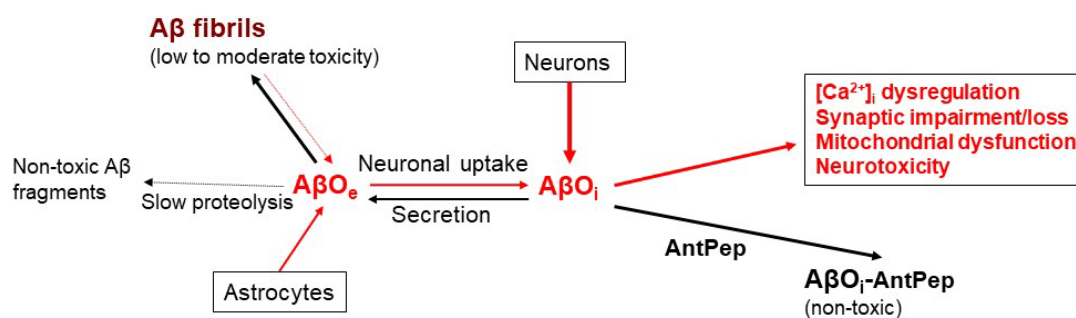 Aβ fibrils
(low to moderate toxicity)
Neurons
[Ca²⁺]ᵢ dysregulation
Synaptic impairment/loss
Mitochondrial dysfunction
Neurotoxicity
Non-toxic Aβ
fragments
Slow proteolysis
AβOₑ
Neuronal uptake
Secretion
AβOᵢ
AntPep
Astrocytes
AβOᵢ-AntPep
(non-toxic)